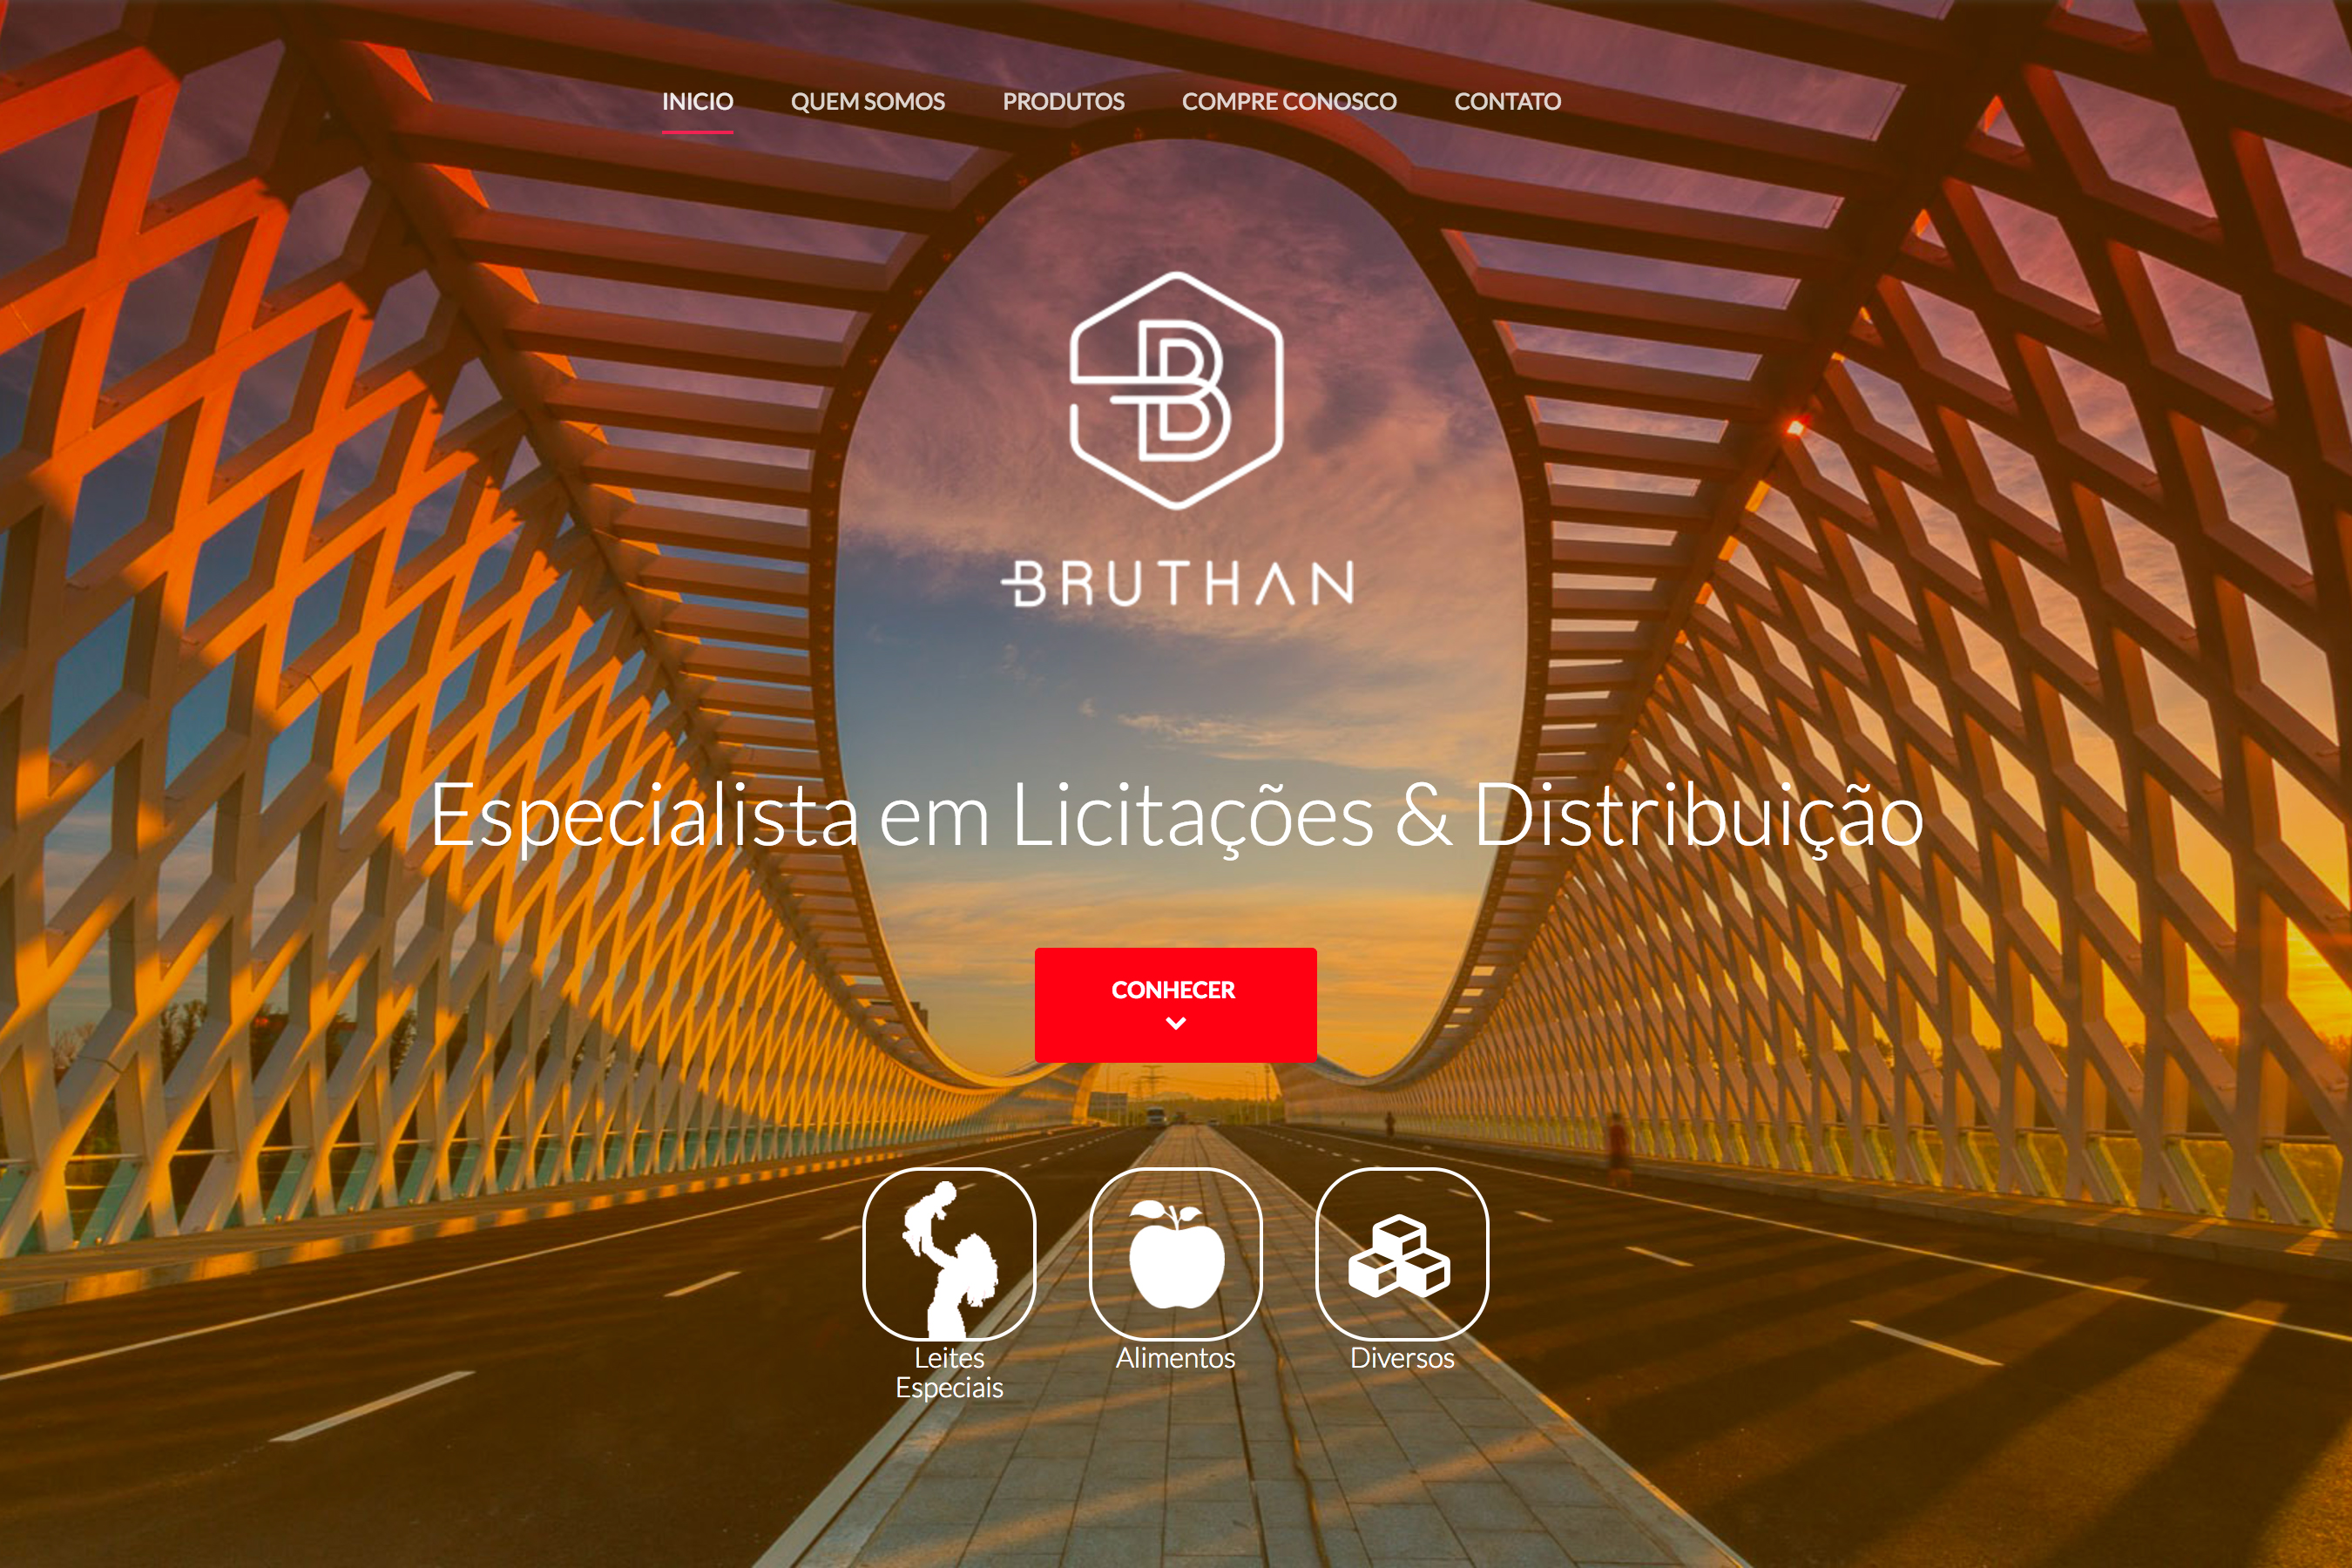 INICIO QUEM SOMOS PRODUTOS COMPRE CONOSCO CONTATO
B
BRUTHAN
Especialista em Licitações & Distribuição
CONHECER
Leites Especiais
Alimentos
Diversos